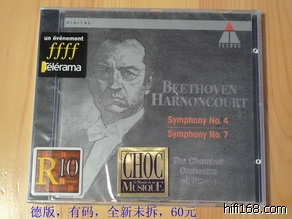 DIGITAL
TELDEC
un événement
ffff
Télérama
BEETHOVEN
HARNONCOURT
Symphony No. 4
Symphony No. 7
The Chamber
Orchestra
of
R10
CHOC
MUSIQUE
德版，有码，全新未拆，60元
hifi168.com